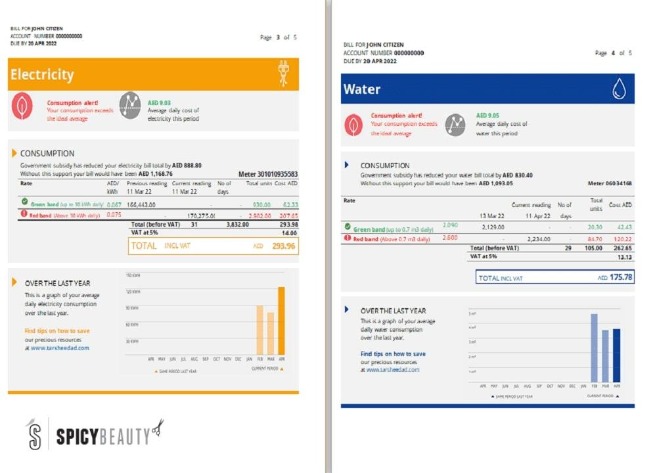 BILL FOR JOHN CITIZEN
ACCOUNT NUMBER 0000000000
DUE BY 20 APR 2022
Page 3 of 5
Electricity
Consumption alert!
Your consumption exceeds
the ideal average
AED 9.03
Average daily cost of
electricity this period
CONSUMPTION
Government subsidy has reduced your electricity bill total by AED 888.80
Without this support your bill would have been AED 1,168.76
Meter 301010935583
Rate AED/ kWh Previous reading 11 Mar 22 Current reading 11 Mar 22 No of days Total units Cost AED
Green band (up to 30 kWh daily) 0.067 166,443.00 930.00 62.33
Red band (Above 30 kWh daily) 0.075 170,275.0( 2,902.00 207.65
Total (before VAT) 31 3,832.00 293.98
VAT at 5% 14.00
TOTAL INCL VAT AED 293.96
OVER THE LAST YEAR
This is a graph of your average
daily electricity consumption
over the last year.
Find tips on how to save
our precious resources
at www.tarsheedad.com
APR MAY JUN JUL AUG SEP OCT NOV DEC JAN FEB MAR APR
SAME PERIOD LAST YEAR
CURRENT PERIOD
SPICYBEAUTY
BILL FOR JOHN CITIZEN
ACCOUNT NUMBER 000000000
DUE BY 20 APR 2022
Page 4 of 5
Water
Consumption alert!
Your consumption exceeds
the ideal average
AED 9.05
Average daily cost of
water this period
CONSUMPTION
Government subsidy has reduced your water bill total by AED 830.40
Without this support your bill would have been AED 1,093.05
Meter 06034168
Rate 13 Mar 22 Current reading 11 Apr 22 No of days Total units Cost AED
Green band (up to 0.7 m3 daily) 2.090 2,129.00 20.30 42.43
Red band (Above 0.7 m3 daily) 2.600 2,234.00 84.70 220.22
Total (before VAT) 29 105.00 262.65
VAT at 5% 13.13
TOTAL INCL VAT AED 175.78
OVER THE LAST YEAR
This is a graph of your average
daily water consumption
over the last year.
Find tips on how to save
our precious resources
at www.tarsheedad.com
APR MAY JUN JUL AUG SEP OCT NOV DEC JAN FEB MAR APR
SAME PERIOD LAST YEAR
CURRENT PERIOD